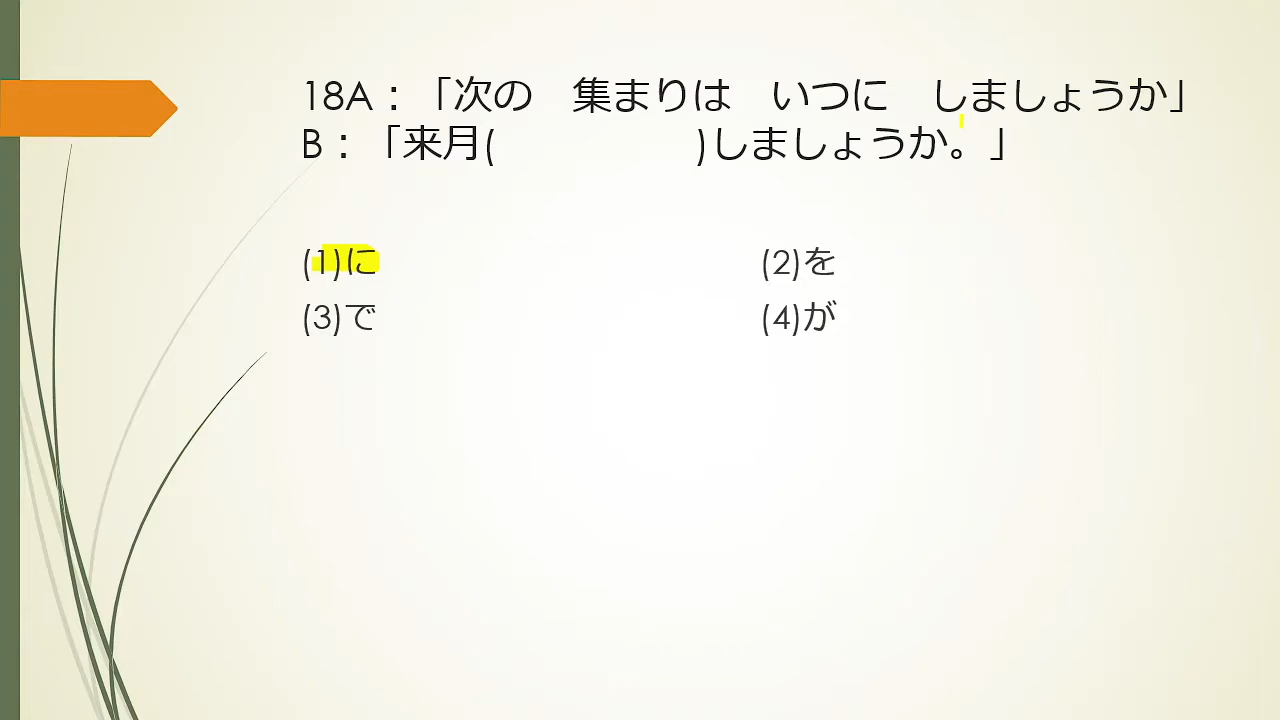 18A：「次の　集まりは　いつに　しましょうか」
B：「来月(　　　　　)しましょうか。」
(1)に　(2)を
(3)で　(4)が